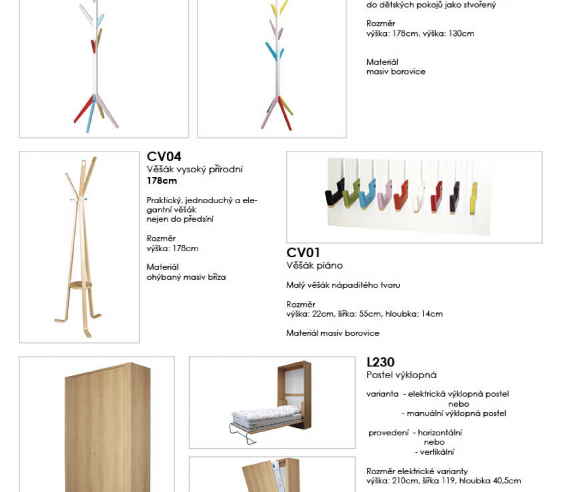 do dětských pokojů jako stvořený
Rozměr
výška: 178cm, výška: 130cm
Materiál
masiv borovice
CV04
Věšák vysoký přírodní
178cm
Praktický, jednoduchý a ele-
gantní věšák
nejen do předsíní
Rozměr
výška: 178cm
Materiál
ohýbaný masiv bříza
CV01
Věšák piáno
Malý věšák nápaditého tvaru
Rozměr
výška: 22cm, šířka: 55cm, hloubka: 14cm
Materiál masiv borovice
L230
Postel výklopná
varianta - elektrická výklopná postel
nebo
- manuální výklopná postel
provedení - horizontální
nebo
- vertikální
Rozměr elektrické varianty
výška: 210cm, šířka 119, hloubka 40,5cm